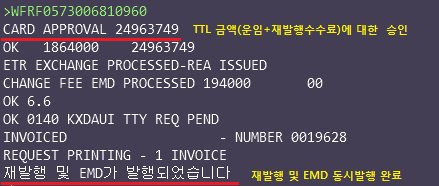 >WFRF0573006810960
CARD APPROVAL 24963749 TTL 금액(운임+재발행수수료)에 대한 승인
OK 1864000 24963749
ETR EXCHANGE PROCESSED-REA ISSUED
CHANGE FEE EMD PROCESSED 194000 00
OK 6.6
OK 0140 KXDAUI TTY REQ PEND
INVOICED - NUMBER 0019628
REQUEST PRINTING - 1 INVOICE
재발행 및 EMD가 발행되었습니다 재발행 및 EMD 동시발행 완료